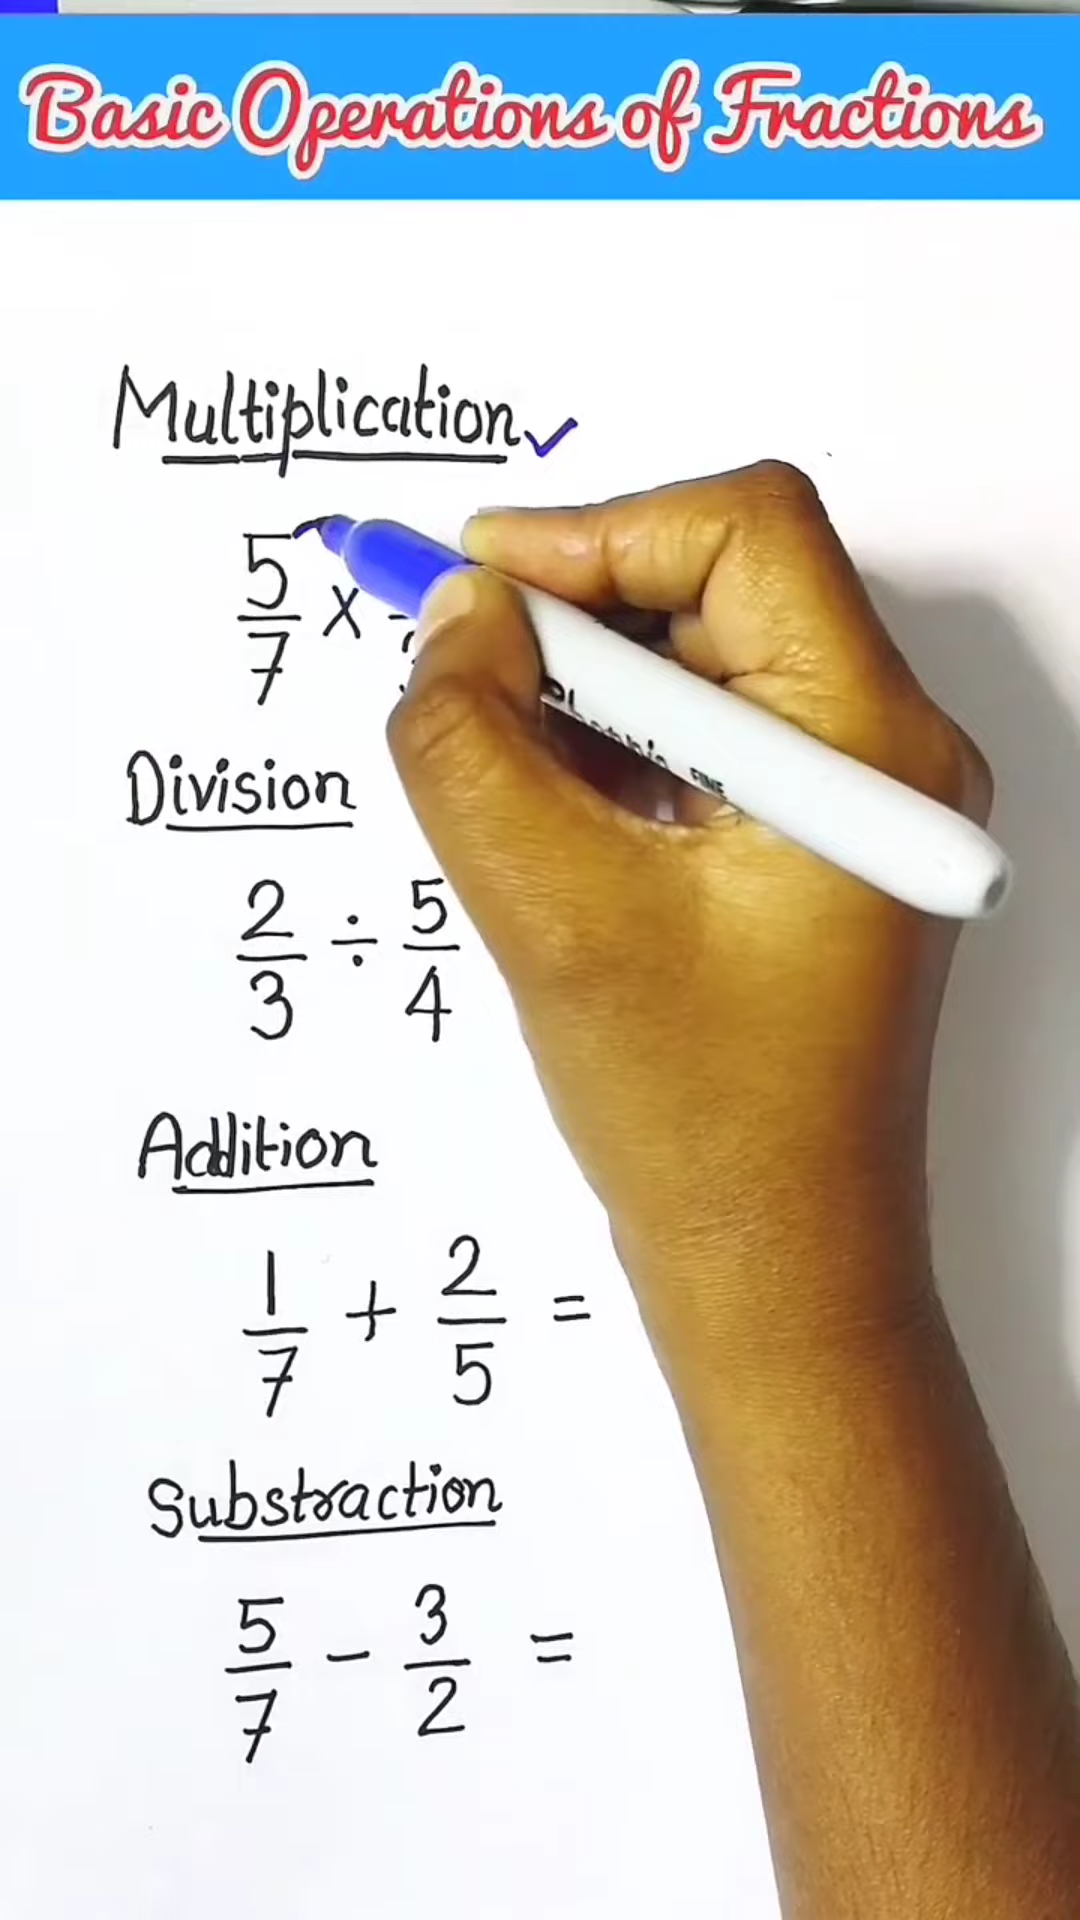 Basic Operations of Fractions
Multiplication ✓
5/7 ×
Division
2/3 ÷ 5/4
Addition
1/7 + 2/5 =
Substraction
5/7 - 3/2 =
FINE